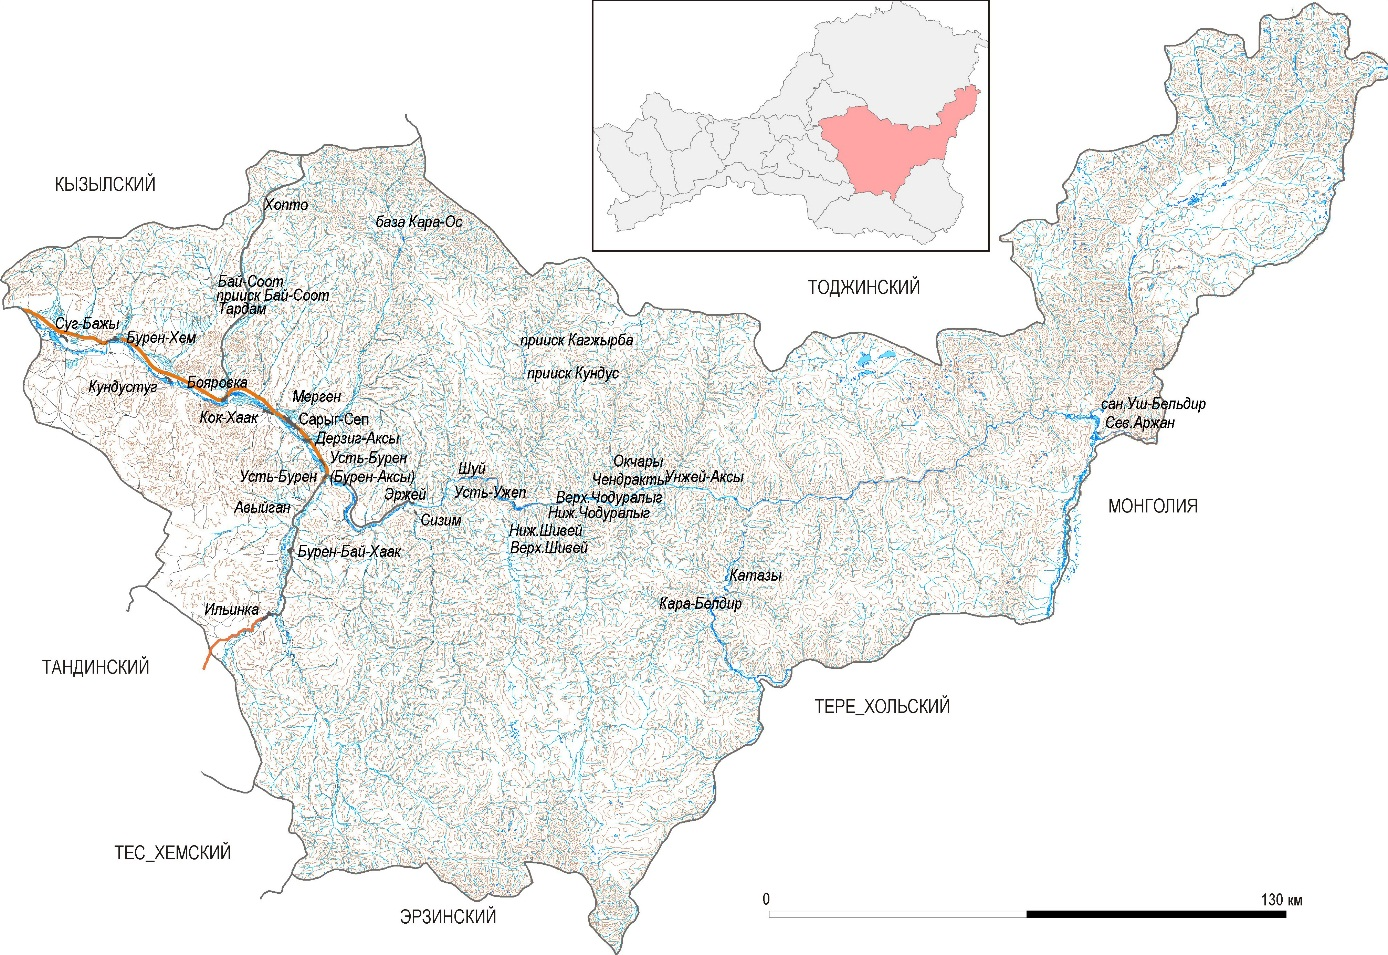 КЫЗЫЛСКИЙ
Хопто
база Кара-Ос
Бай-Соот
прииск Бай-Соот
Тардам
ТОДЖИНСКИЙ
Суг-Бажы
Бурен-Хем
прииск Кагжырба
прииск Кундус
Кундустуг
Бояровка
Мерген
Кок-Хаак
Сарыг-Сеп
сан.Уш-Бельдир
Сев.Аржан
Дерзиг-Аксы
Усть-Бурен
(Бурен-Аксы)
Усть-Бурен
Шуй
Окчары
Чендракты
Унжей-Аксы
Эржей
Усть-Ужеп
Верх.Чодуралыг
Ниж.Чодуралыг
Авыйган
Сизим
МОНГОЛИЯ
Ниж.Шивей
Верх.Шивей
Бурен-Бай-Хаак
Катазы
Кара-Белдир
Ильинка
ТАНДИНСКИЙ
ТЕРЕ_ХОЛЬСКИЙ
ТЕС_ХЕМСКИЙ
ЭРЗИНСКИЙ
0
130 км